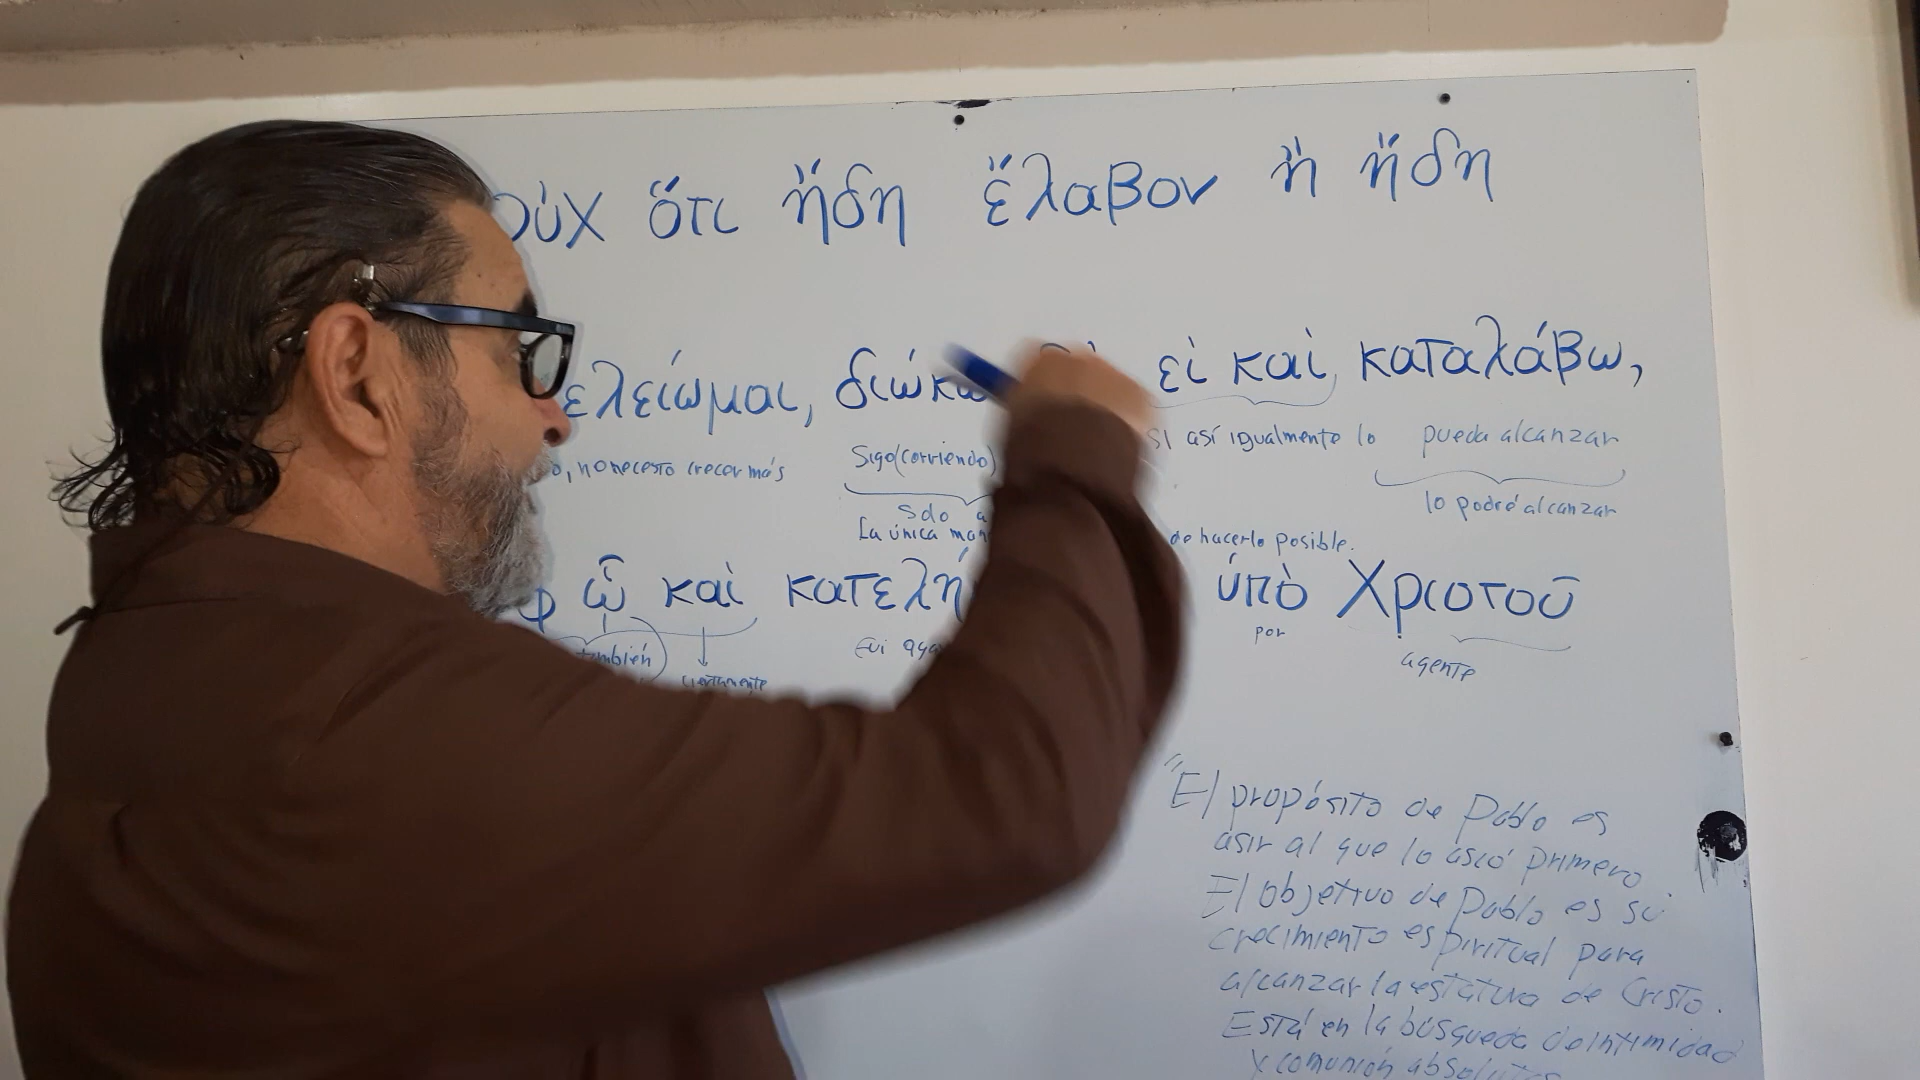 οὐχ ὅτι ἤδη ἔλαβον ἢ ἤδη
ελείωμαι, διώκω εἰ καὶ καταλάβω,
o, no necesito crecer más Sigo (corriendo) si así igualmente lo pueda alcanzar
Solo a lo podré alcanzar
La única man de hacerlo posible.
φ ᾧ καὶ κατελή ὑπὸ Χριστοῦ
también ciertamente Fui por agente
"El propósito de Pablo es
asir al que lo asió primero.
El objetivo de Pablo es su
crecimiento espiritual para
alcanzar la estatura de Cristo.
Está en la búsqueda de intimidad
y comunión absoluta